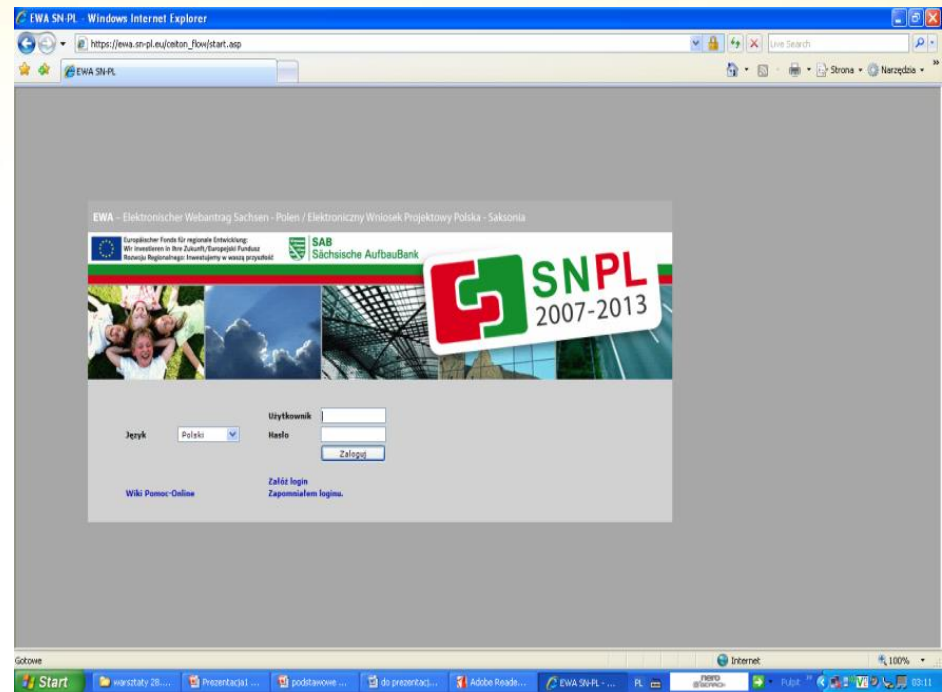 EWA SN-PL - Windows Internet Explorer
https://ewa.sn-pl.eu/ceiton_flow/start.asp
Live Search
EWA SN-PL
Strona
Narzędzia
EWA – Elektronischer Webantrag Sachsen - Polen / Elektroniczny Wniosek Projektowy Polska - Saksonia
Europäischer Fonds für regionale Entwicklung:
Wir investieren in Ihre Zukunft/Europejski Fundusz
Rozwoju Regionalnego: Inwestujemy w waszą przyszłość
SAB
Sächsische AufbauBank
SNPL
2007-2013
Użytkownik
Język
Polski
Hasło
Zaloguj
Załóż login
Wiki Pomoc-Online
Zapomniałem loginu.
Gotowe
Internet
100%
Start
warsztaty 28....
Prezentacja1 ...
podstawowe ...
do prezentacj...
Adobe Reade...
EWA SN-PL - ...
PL
nero
Pulpit
03:11